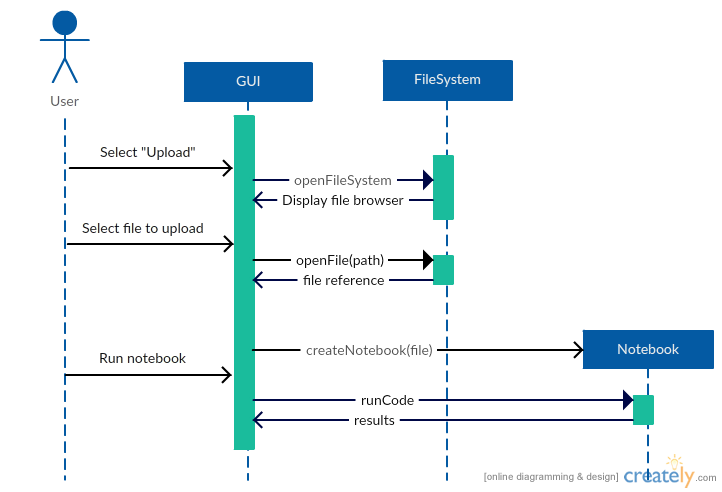 User
GUI
FileSystem
Select "Upload"
openFileSystem
Display file browser
Select file to upload
openFile(path)
file reference
createNotebook(file)
Notebook
Run notebook
runCode
results
[online diagramming & design] creately.com